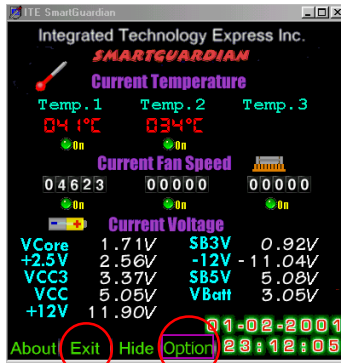 ITE SmartGuardian
Integrated Technology Express Inc.
SMARTGUARDIAN
Current Temperature
Temp.1 Temp.2 Temp.3
041°C 034°C
On On
Current Fan Speed
04623 00000 00000
On On On
Current Voltage
VCore 1.71V SB3V 0.92V
+2.5V 2.56V -12V -11.04V
VCC3 3.37V SB5V 5.08V
VCC 5.05V VBatt 3.05V
+12V 11.90V
01-02-2001
About Exit Hide Option 23:12:05